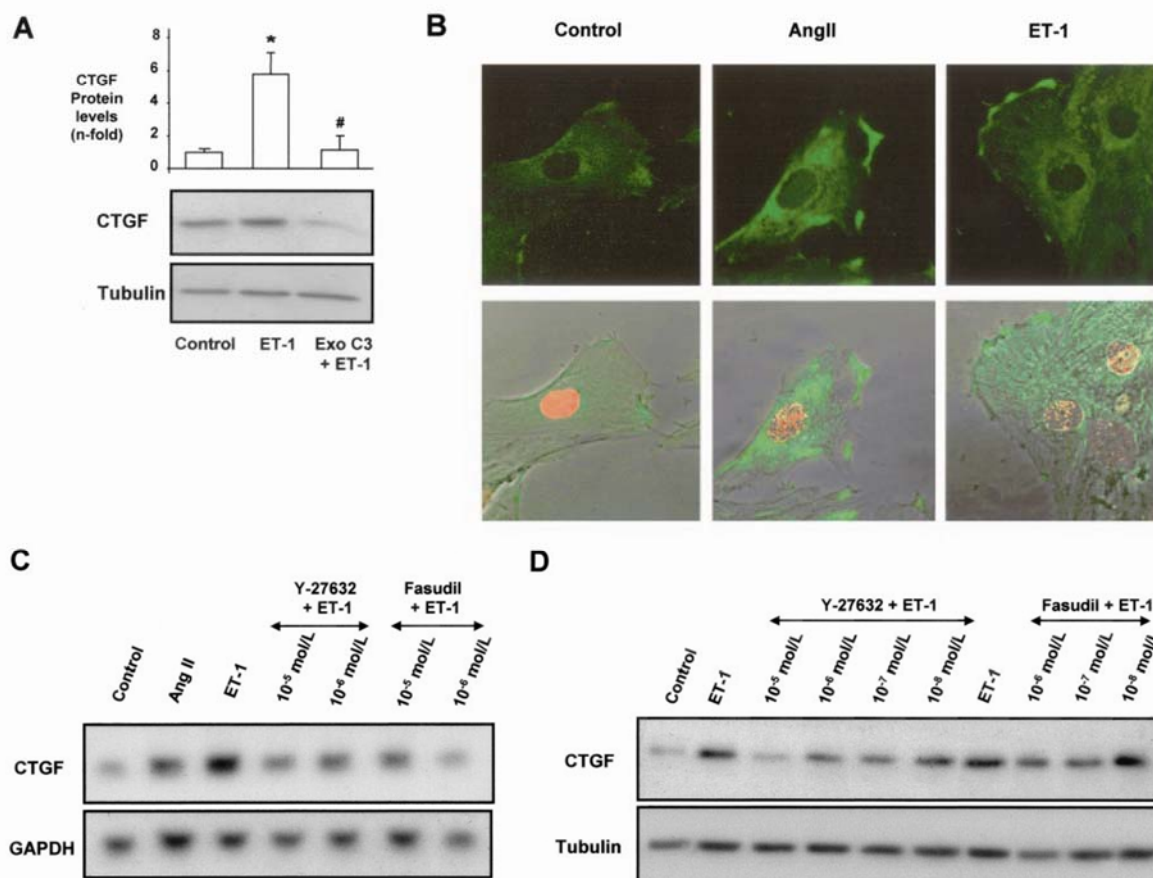 A
CTGF
Protein
levels
(n-fold)
8
6
4
2
0
*
#
CTGF
Tubulin
Control ET-1 Exo C3
+ ET-1
B
Control AngII ET-1
C
Y-27632
+ ET-1
Fasudil
+ ET-1
Control Ang II ET-1 10⁻⁵ mol/L 10⁻⁶ mol/L 10⁻⁵ mol/L 10⁻⁶ mol/L
CTGF
GAPDH
D
Y-27632 + ET-1 Fasudil + ET-1
Control ET-1 10⁻⁵ mol/L 10⁻⁶ mol/L 10⁻⁷ mol/L 10⁻⁸ mol/L ET-1 10⁻⁶ mol/L 10⁻⁷ mol/L 10⁻⁸ mol/L
CTGF
Tubulin